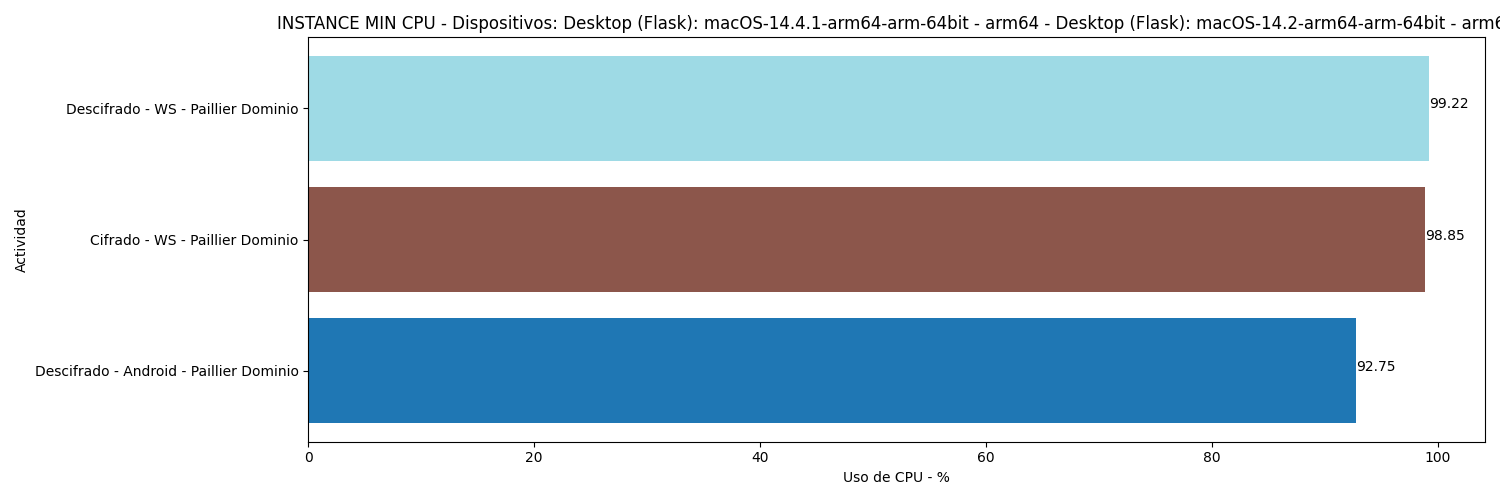 INSTANCE MIN CPU - Dispositivos: Desktop (Flask): macOS-14.4.1-arm64-arm-64bit - arm64 - Desktop (Flask): macOS-14.2-arm64-arm-64bit -
Descifrado - WS - Paillier Dominio
99.22
Cifrado - WS - Paillier Dominio
98.85
Descifrado - Android - Paillier Dominio
92.75
Actividad
0 20 40 60 80 100
Uso de CPU - %